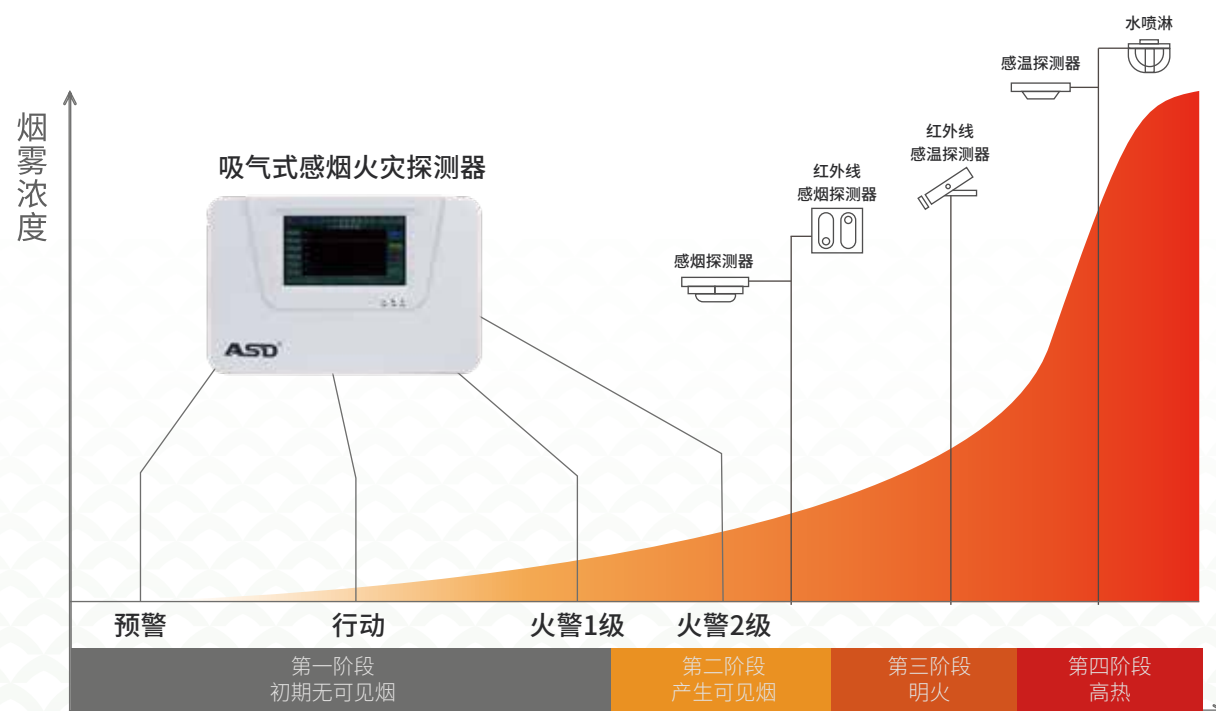 水喷淋
感温探测器
烟雾浓度
红外线
感温探测器
吸气式感烟火灾探测器
红外线
感烟探测器
感烟探测器
ASD
预警
行动
火警1级
火警2级
第一阶段
初期无可见烟
第二阶段
产生可见烟
第三阶段
明火
第四阶段
高热